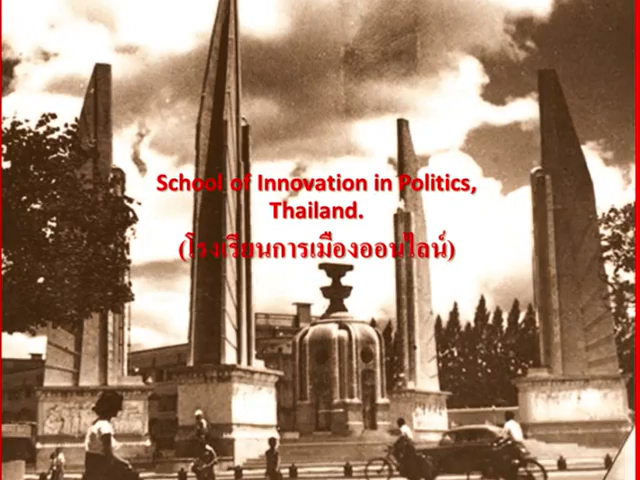 School of Innovation in Politics,
Thailand.
(โรงเรียนการเมืองออนไลน์)